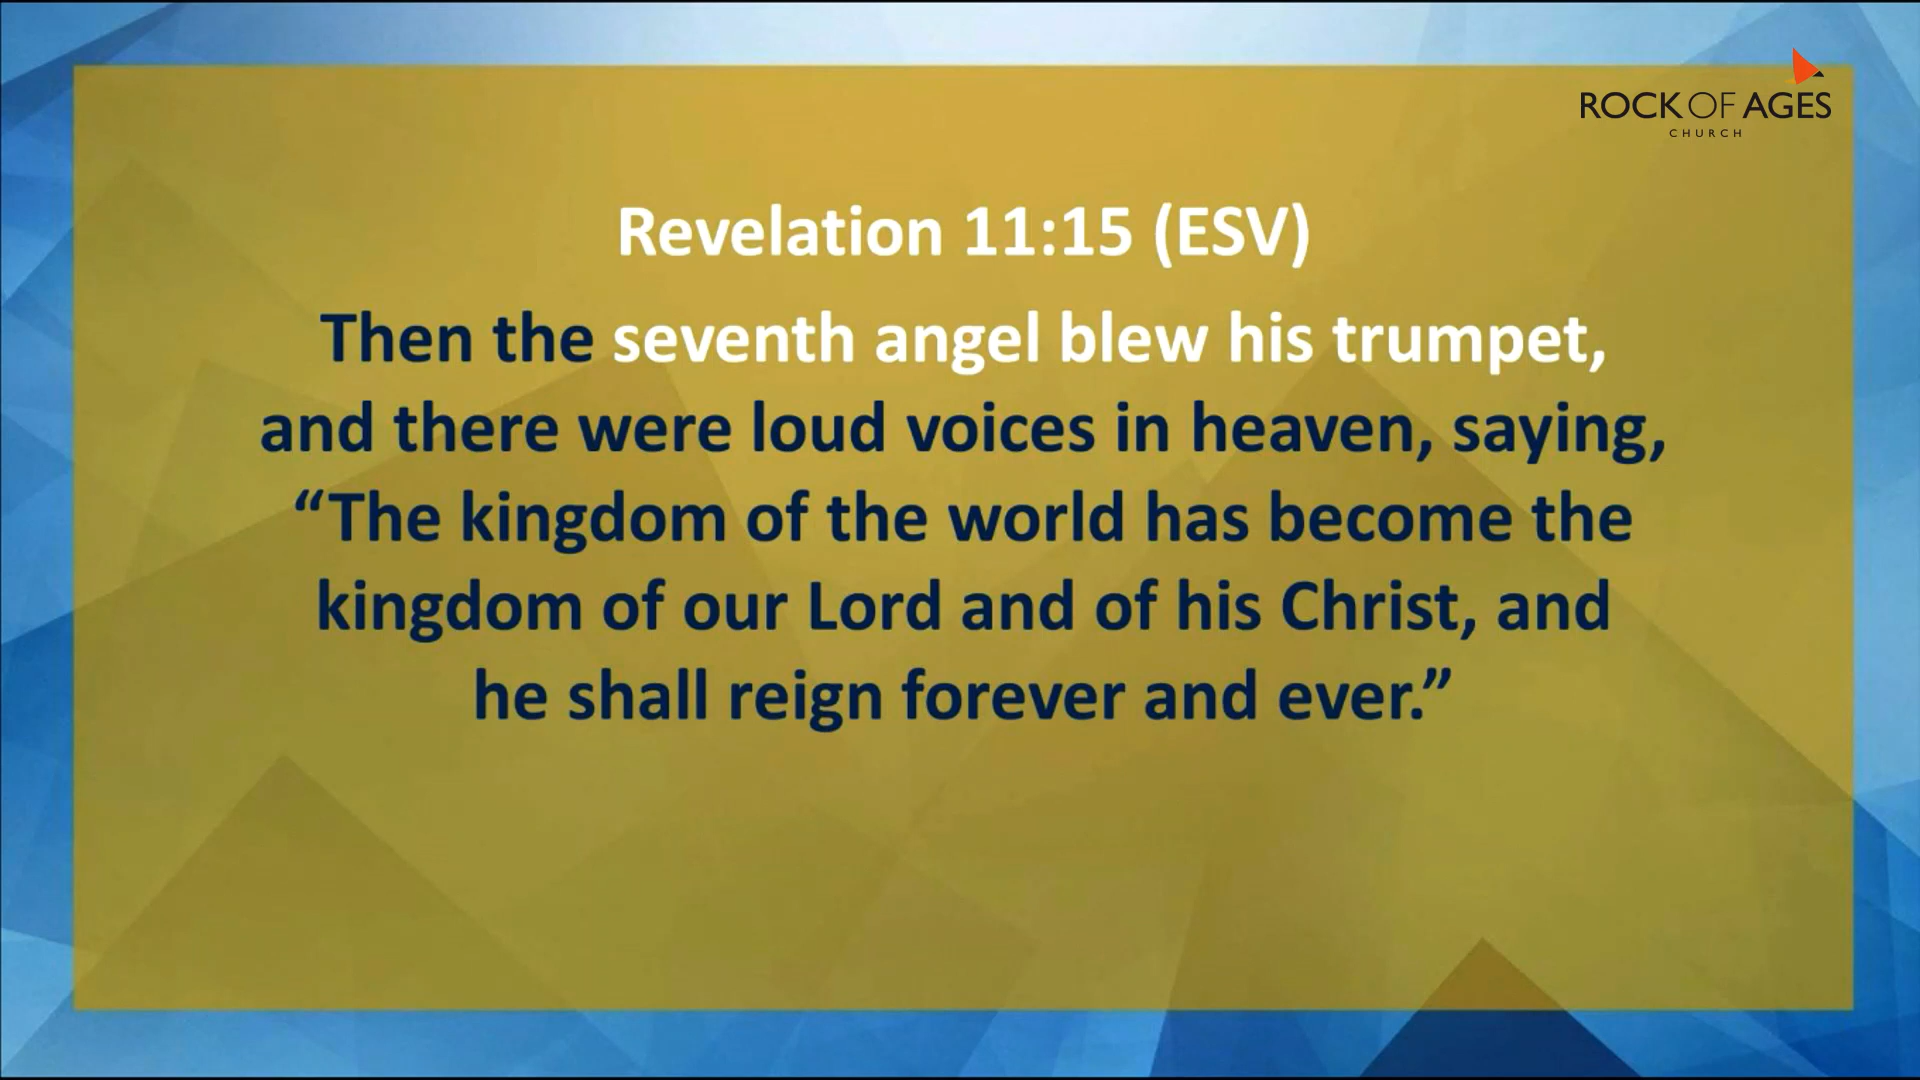 ROCK OF AGES
CHURCH
Revelation 11:15 (ESV)
Then the seventh angel blew his trumpet,
and there were loud voices in heaven, saying,
“The kingdom of the world has become the
kingdom of our Lord and of his Christ, and
he shall reign forever and ever.”